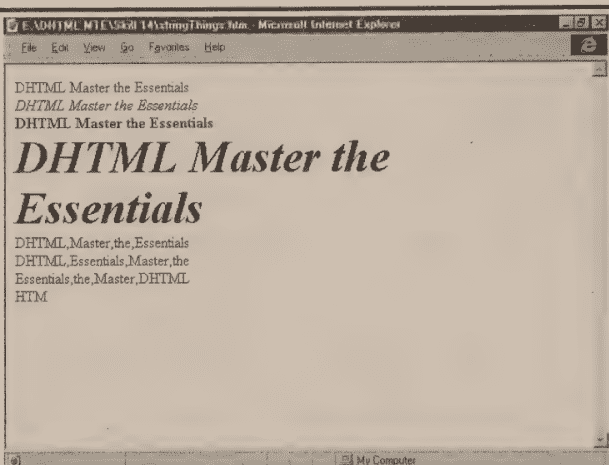 E:\DHTML MTE\Skill 14\stringThings.htm - Microsoft Internet Explorer
File Edit View Go Favorites Help
DHTML Master the Essentials
DHTML Master the Essentials
DHTML Master the Essentials
DHTML Master the
Essentials
DHTML,Master,the,Essentials
DHTML,Essentials,Master,the
Essentials,the,Master,DHTML
HTM
My Computer